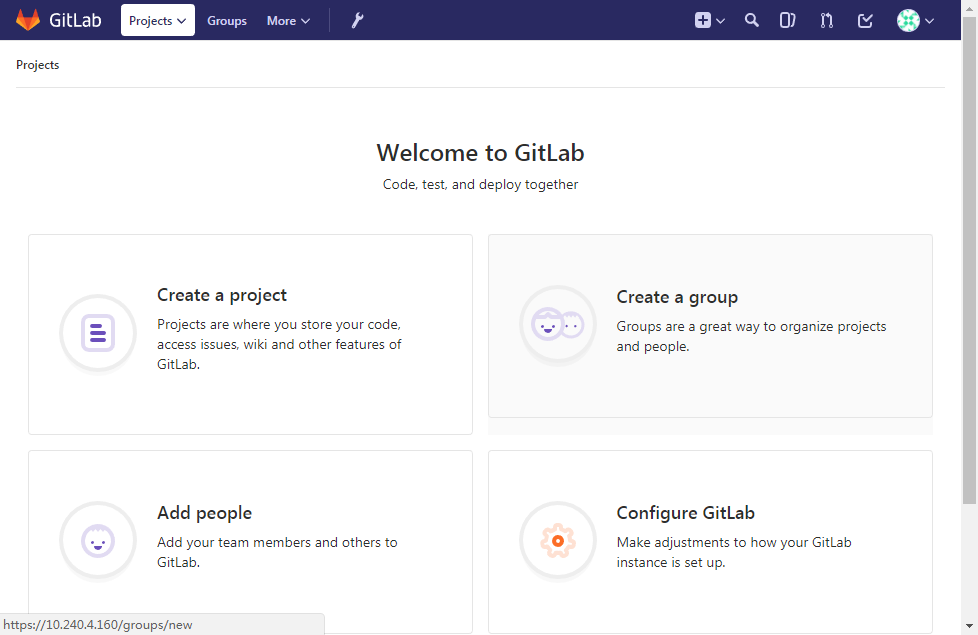 GitLab Projects Groups More
Projects
Welcome to GitLab
Code, test, and deploy together
Create a project
Projects are where you store your code,
access issues, wiki and other features of
GitLab.
Create a group
Groups are a great way to organize projects
and people.
Add people
Add your team members and others to
GitLab.
Configure GitLab
Make adjustments to how your GitLab
instance is set up.
https://10.240.4.160/groups/new